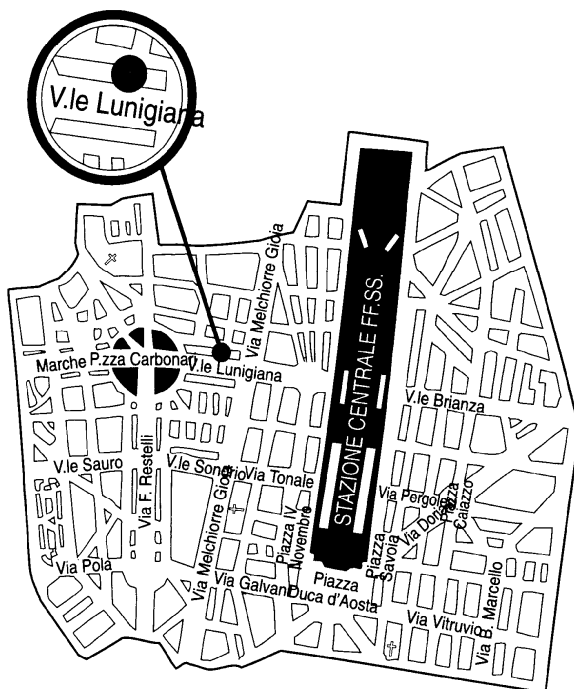 V.le Lunigiana
Via Melchiorre Gioia
STAZIONE CENTRALE FF.SS.
Marche P.zza Carbonari
V.le Lunigiana
V.le Brianza
V.le Sauro
Via F. Restelli
V.le Sondrio
Via Tonale
Via Pergolesi
Via Doria
Piazza
Caiazzo
Via Melchiorre Gioia
Piazza IV
Novembre
Piazza
Savoia
Via Pola
Via Galvani
Piazza
Duca d'Aosta
Via Vitruvio
Via B. Marcello